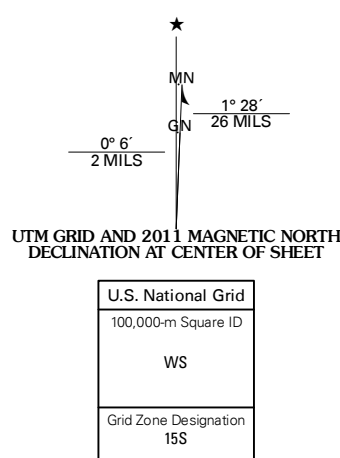 ★
MN
GN
1° 28´
26 MILS
0° 6´
2 MILS
UTM GRID AND 2011 MAGNETIC NORTH
DECLINATION AT CENTER OF SHEET
U.S. National Grid
100,000-m Square ID
WS
Grid Zone Designation
15S